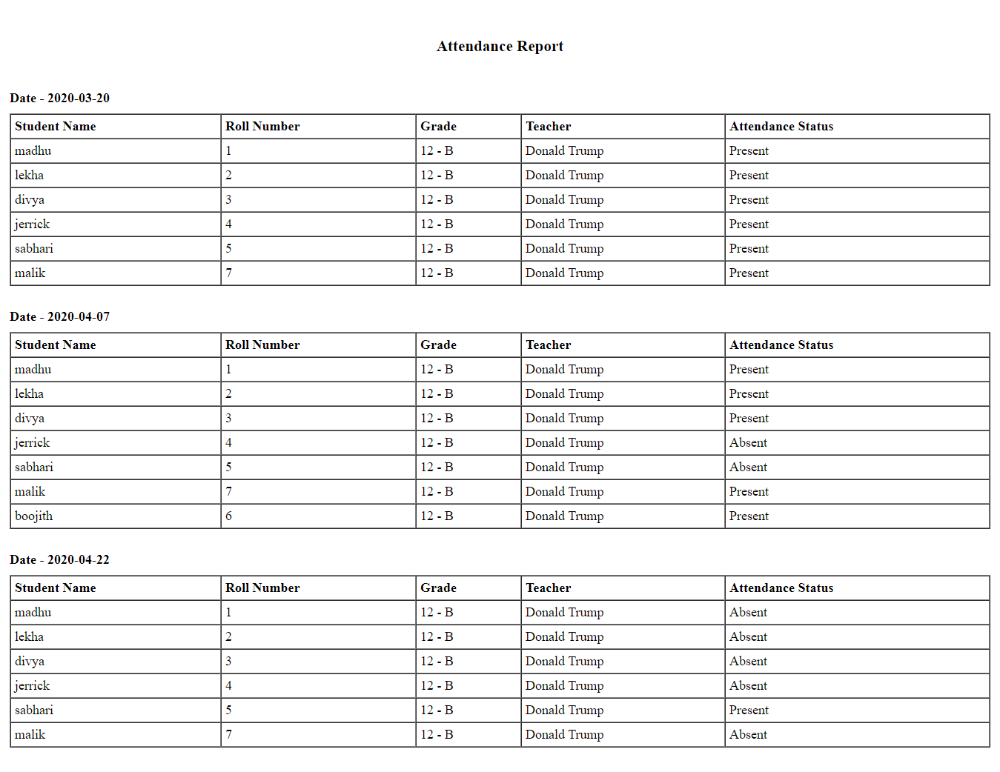 Attendance Report
Date - 2020-03-20
Student Name Roll Number Grade Teacher Attendance Status
madhu 1 12 - B Donald Trump Present
lekha 2 12 - B Donald Trump Present
divya 3 12 - B Donald Trump Present
jerrick 4 12 - B Donald Trump Present
sabhari 5 12 - B Donald Trump Present
malik 7 12 - B Donald Trump Present
Date - 2020-04-07
Student Name Roll Number Grade Teacher Attendance Status
madhu 1 12 - B Donald Trump Present
lekha 2 12 - B Donald Trump Present
divya 3 12 - B Donald Trump Present
jerrick 4 12 - B Donald Trump Absent
sabhari 5 12 - B Donald Trump Absent
malik 7 12 - B Donald Trump Present
boojith 6 12 - B Donald Trump Present
Date - 2020-04-22
Student Name Roll Number Grade Teacher Attendance Status
madhu 1 12 - B Donald Trump Absent
lekha 2 12 - B Donald Trump Absent
divya 3 12 - B Donald Trump Absent
jerrick 4 12 - B Donald Trump Absent
sabhari 5 12 - B Donald Trump Present
malik 7 12 - B Donald Trump Absent